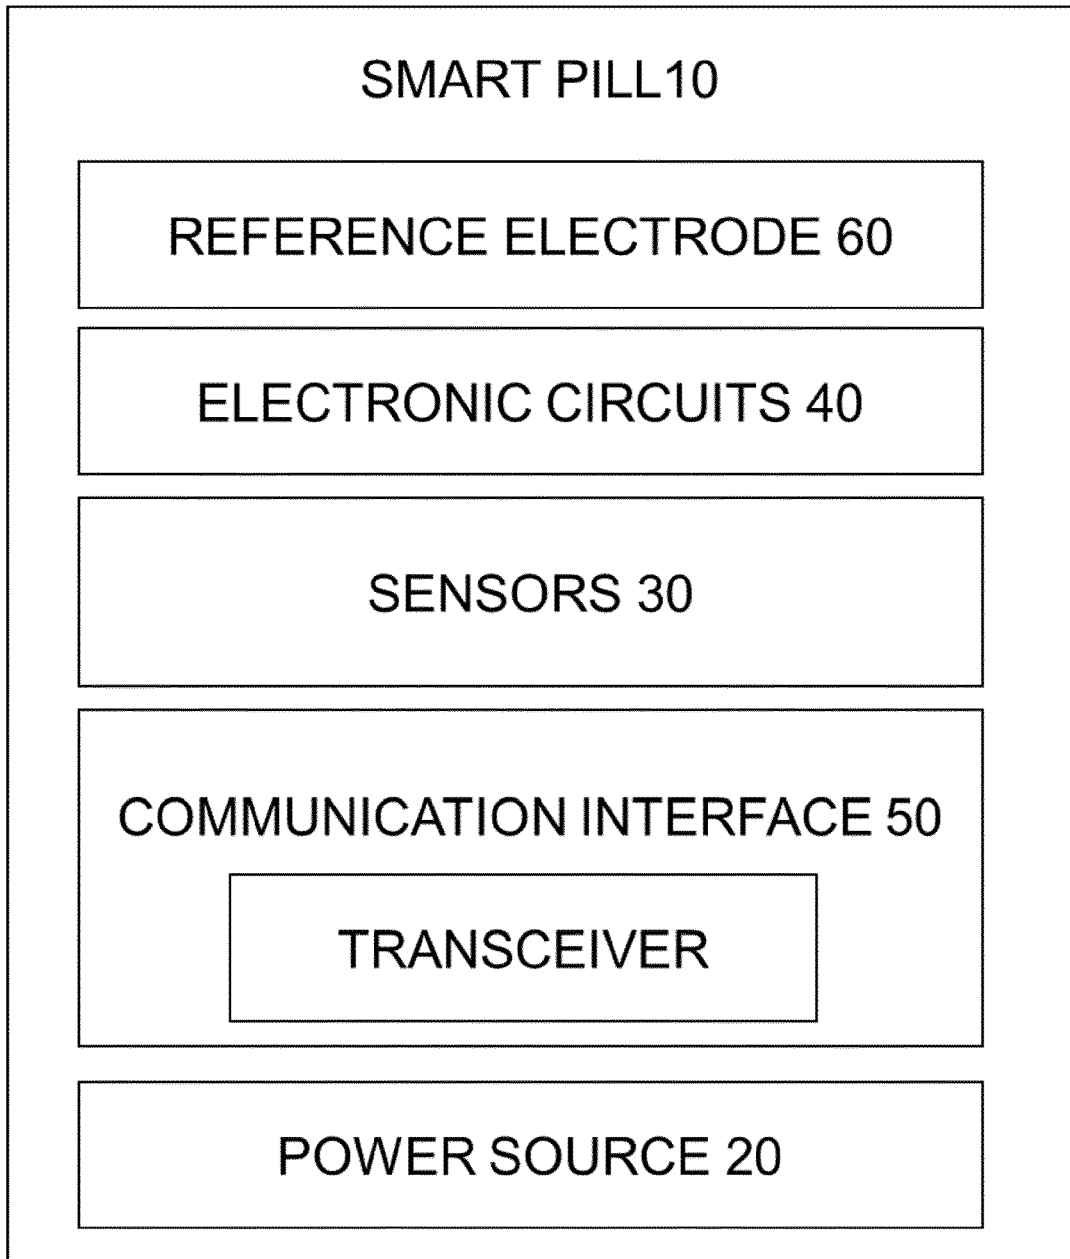 SMART PILL10
REFERENCE ELECTRODE 60
ELECTRONIC CIRCUITS 40
SENSORS 30
COMMUNICATION INTERFACE 50
TRANSCEIVER
POWER SOURCE 20